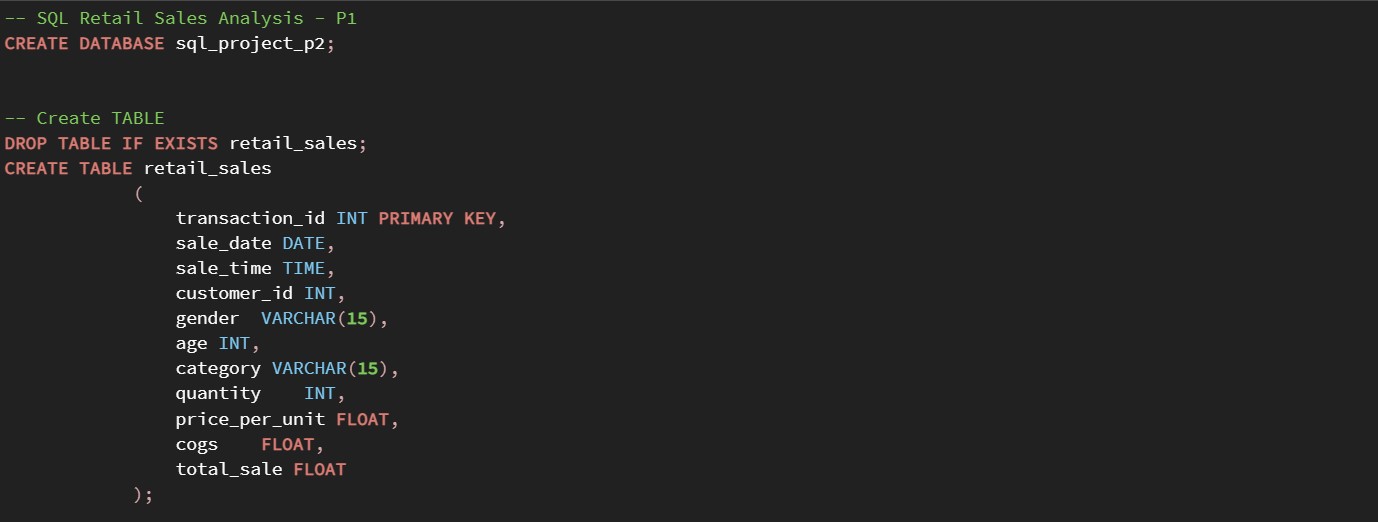 -- SQL Retail Sales Analysis - P1
CREATE DATABASE sql_project_p2;
-- Create TABLE
DROP TABLE IF EXISTS retail_sales;
CREATE TABLE retail_sales
(
transaction_id INT PRIMARY KEY,
sale_date DATE,
sale_time TIME,
customer_id INT,
gender  VARCHAR(15),
age INT,
category VARCHAR(15),
quantity    INT,
price_per_unit FLOAT,
cogs    FLOAT,
total_sale FLOAT
);